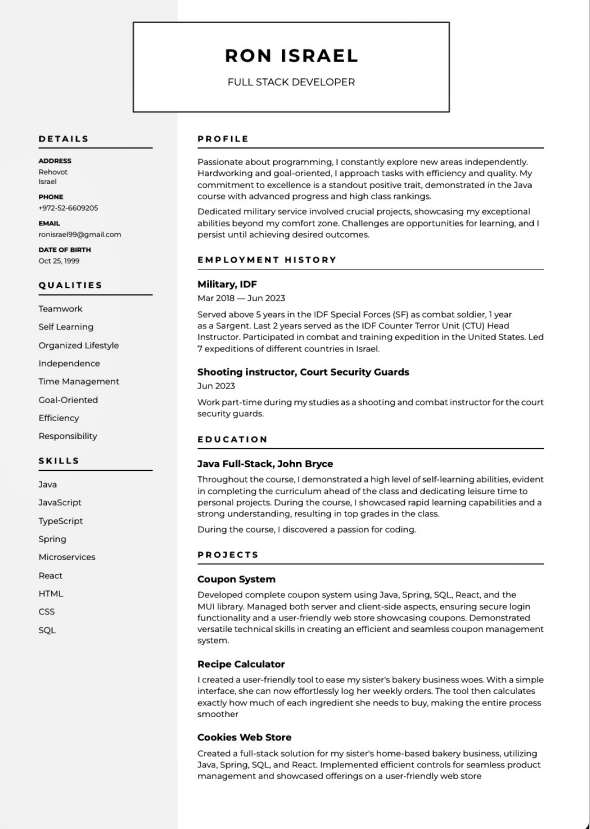 RON ISRAEL
FULL STACK DEVELOPER
DETAILS
ADDRESS
Rehovot
Israel
PHONE
+972-52-6609205
EMAIL
ronisrael99@gmail.com
DATE OF BIRTH
Oct 25, 1999
QUALITIES
Teamwork
Self Learning
Organized Lifestyle
Independence
Time Management
Goal-Oriented
Efficiency
Responsibility
SKILLS
Java
JavaScript
TypeScript
Spring
Microservices
React
HTML
CSS
SQL
PROFILE
Passionate about programming, I constantly explore new areas independently.
Hardworking and goal-oriented, I approach tasks with efficiency and quality. My
commitment to excellence is a standout positive trait, demonstrated in the Java
course with advanced progress and high class rankings.
Dedicated military service involved crucial projects, showcasing my exceptional
abilities beyond my comfort zone. Challenges are opportunities for learning, and I
persist until achieving desired outcomes.
EMPLOYMENT HISTORY
Military, IDF
Mar 2018 — Jun 2023
Served above 5 years in the IDF Special Forces (SF) as combat soldier, 1 year
as a Sargent. Last 2 years served as the IDF Counter Terror Unit (CTU) Head
Instructor. Participated in combat and training expedition in the United States. Led
7 expeditions of different countries in Israel.
Shooting instructor, Court Security Guards
Jun 2023
Work part-time during my studies as a shooting and combat instructor for the court
security guards.
EDUCATION
Java Full-Stack, John Bryce
Throughout the course, I demonstrated a high level of self-learning abilities, evident
in completing the curriculum ahead of the class and dedicating leisure time to
personal projects. During the course, I showcased rapid learning capabilities and a
strong understanding, resulting in top grades in the class.
During the course, I discovered a passion for coding.
PROJECTS
Coupon System
Developed complete coupon system using Java, Spring, SQL, React, and the
MUI library. Managed both server and client-side aspects, ensuring secure login
functionality and a user-friendly web store showcasing coupons. Demonstrated
versatile technical skills in creating an efficient and seamless coupon management
system.
Recipe Calculator
I created a user-friendly tool to ease my sister's bakery business woes. With a simple
interface, she can now effortlessly log her weekly orders. The tool then calculates
exactly how much of each ingredient she needs to buy, making the entire process
smoother
Cookies Web Store
Created a full-stack solution for my sister's home-based bakery business, utilizing
Java, Spring, SQL, and React. Implemented efficient controls for seamless product
management and showcased offerings on a user-friendly web store